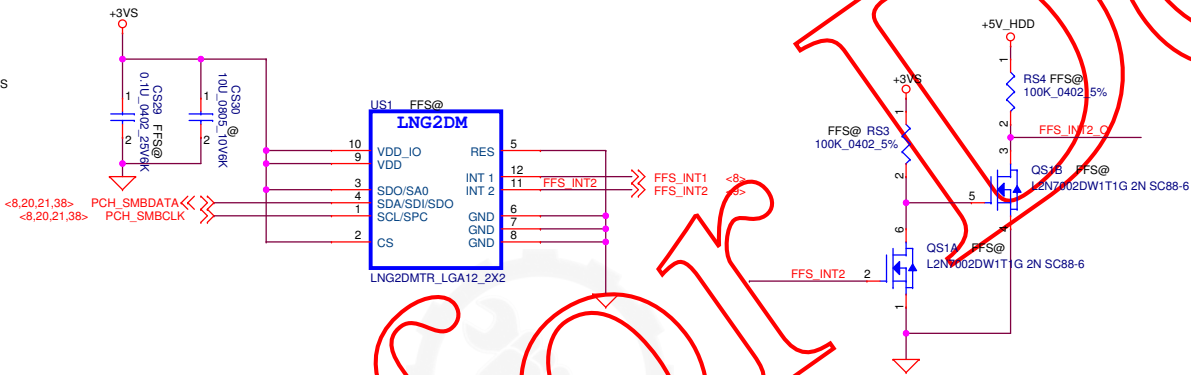 +3VS
S
1
2
CS29 FFS@
0.1U_0402_25V6K
1
2
CS30 @
10U_0805_10V6K
US1 FFS@
LNG2DM
10 VDD_IO
9 VDD
3 SDO/SA0
4 SDA/SDI/SDO
1 SCL/SPC
2 CS
RES 5
INT 1 12
INT 2 11
GND 6
GND 7
GND 8
LNG2DMTR_LGA12_2X2
<8,20,21,38> PCH_SMBDATA
<8,20,21,38> PCH_SMBCLK
FFS_INT2
FFS_INT1 <8>
FFS_INT2 <9>
+3VS
1
FFS@ RS3
100K_0402_5%
2
+5V_HDD
1
RS4 FFS@
100K_0402_5%
2
FFS_INT2_Q
3
5
QS1B FFS@
L2N7002DW1T1G 2N SC88-6
4
6
QS1A FFS@
L2N7002DW1T1G 2N SC88-6
FFS_INT2 2
1